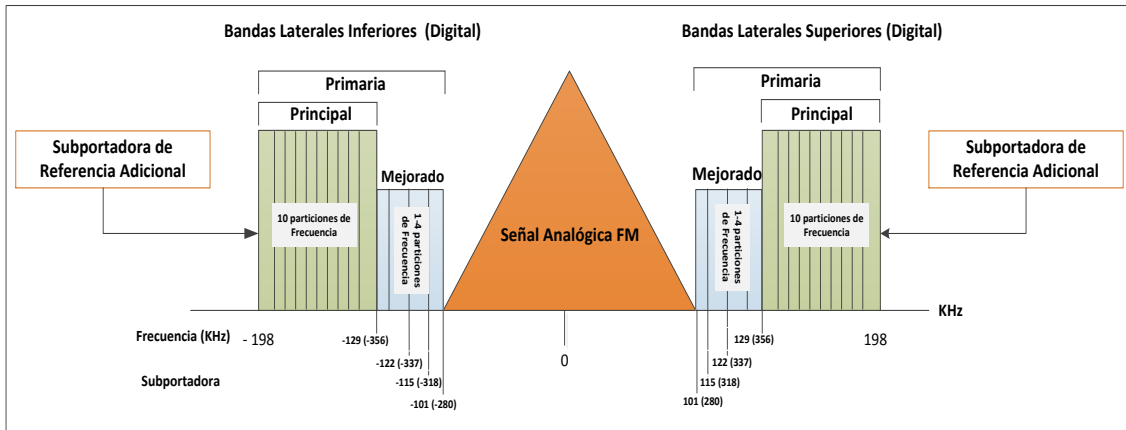 Bandas Laterales Inferiores (Digital)
Bandas Laterales Superiores (Digital)
Primaria
Primaria
Principal
Principal
Subportadora de
Referencia Adicional
Subportadora de
Referencia Adicional
Mejorado
Mejorado
10 particiones de
Frecuencia
1-4 particiones
de Frecuencia
Señal Analógica FM
1-4 particiones
de Frecuencia
10 particiones de
Frecuencia
KHz
Frecuencia (KHz)
- 198
-129 (-356)
0
129 (356)
198
-122 (-337)
122 (337)
Subportadora
-115 (-318)
115 (318)
-101 (-280)
101 (280)